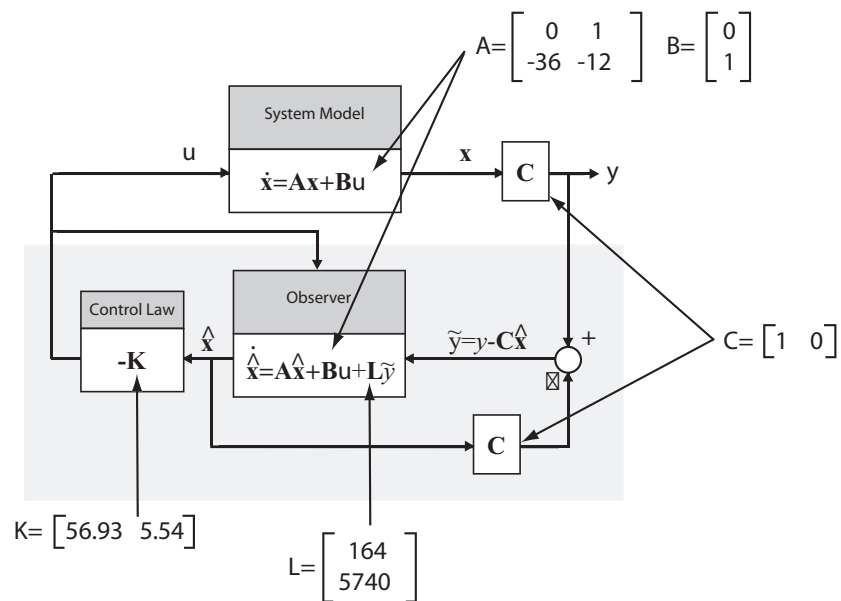 A= [ 0 1
-36 -12 ] B= [ 0
1 ]
System Model
u
ẋ=Ax+Bu
x
C
y
Control Law
-K
x̂
Observer
x̂̇=Ax̂+Bu+Lỹ
ỹ=y-Cx̂
+
C
C= [1 0]
K= [56.93 5.54]
L= [ 164
5740 ]